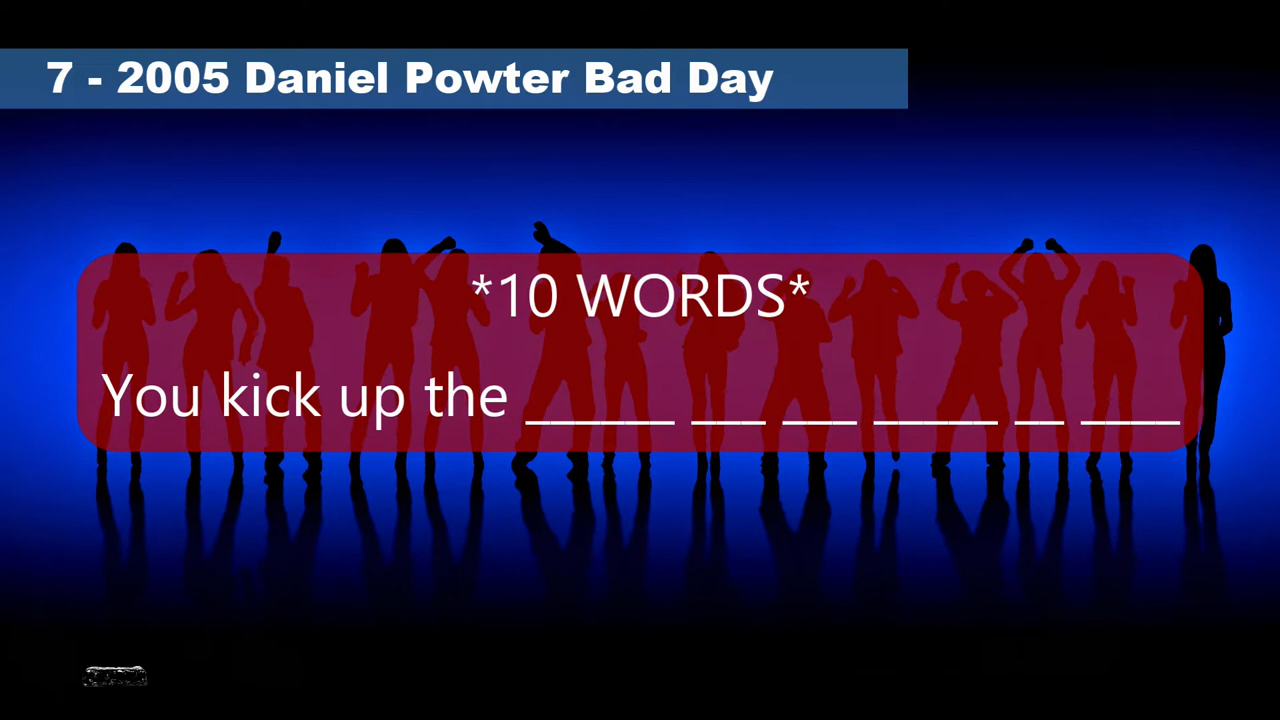 7 - 2005 Daniel Powter Bad Day
*10 WORDS*
You kick up the ______ ___ ___ _____ __ ____